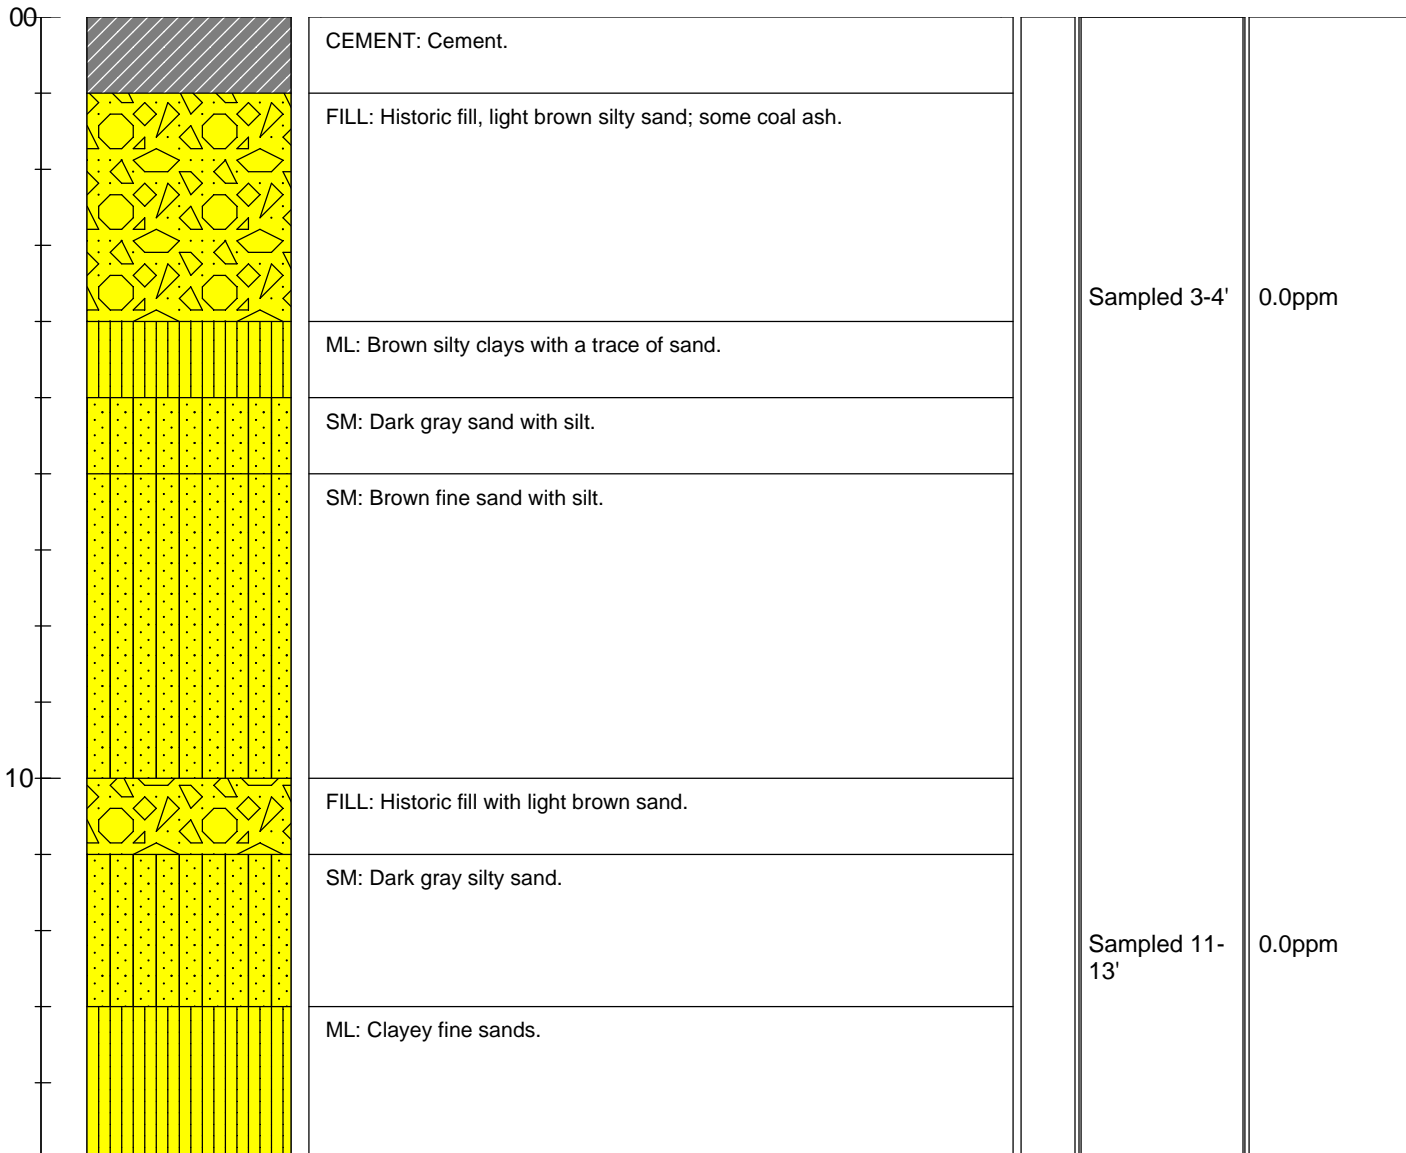 00
CEMENT: Cement.
FILL: Historic fill, light brown silty sand; some coal ash.
Sampled 3-4' 0.0ppm
ML: Brown silty clays with a trace of sand.
SM: Dark gray sand with silt.
SM: Brown fine sand with silt.
10
FILL: Historic fill with light brown sand.
SM: Dark gray silty sand.
Sampled 11- 0.0ppm
13'
ML: Clayey fine sands.